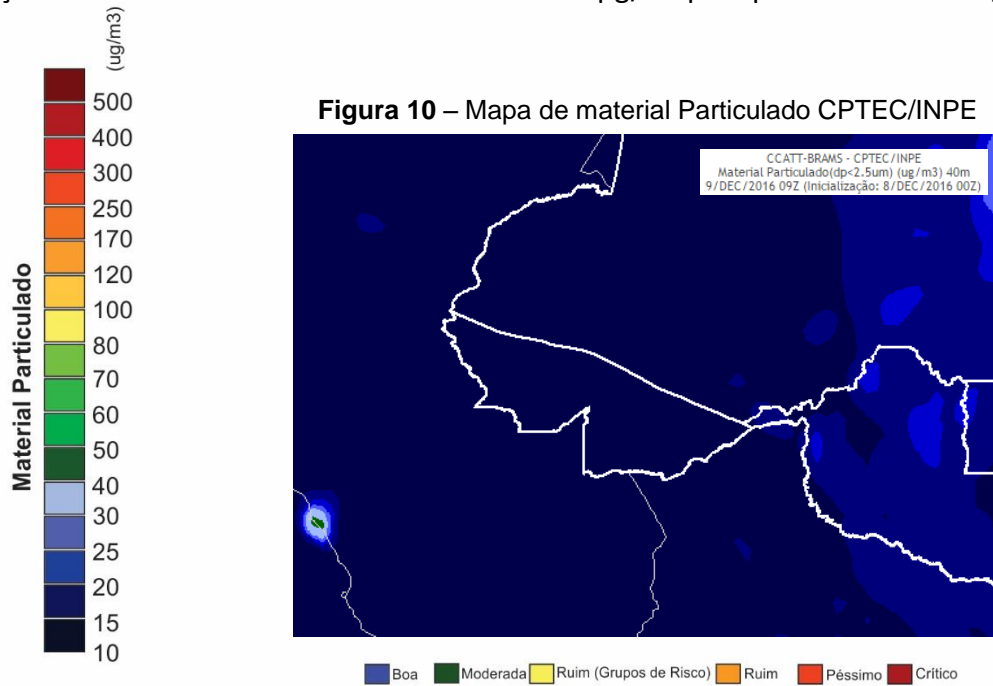 (ug/m3)
Material Particulado
500
400
300
250
170
120
100
80
70
60
50
40
30
25
20
15
10
Figura 10 – Mapa de material Particulado CPTEC/INPE
CCATT-BRAMS - CPTEC/INPE
Material Particulado(dp<2.5um) (ug/m3) 40m
9/DEC/2016 09Z (Inicialização: 8/DEC/2016 00Z)
Boa Moderada Ruim (Grupos de Risco) Ruim Péssimo Crítico